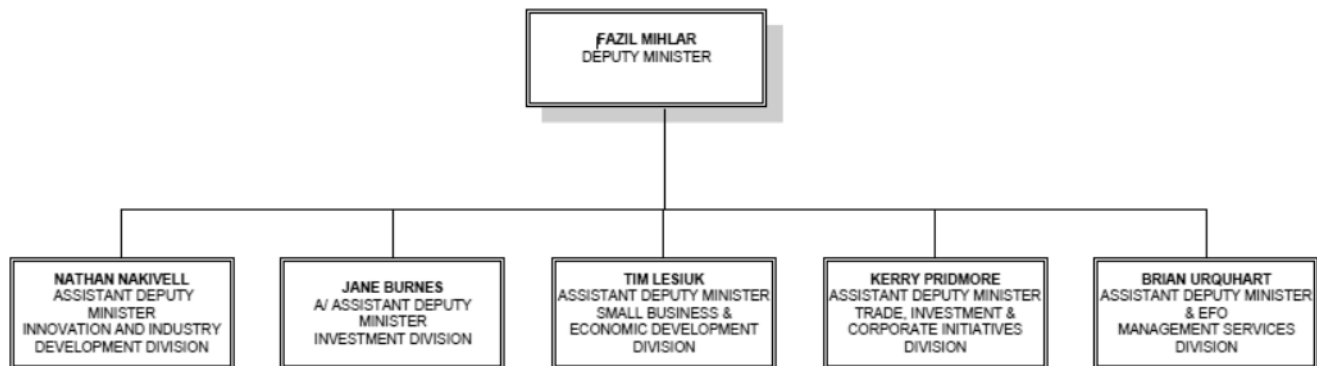 FAZIL MIHLAR
DEPUTY MINISTER
NATHAN NAKIVELL
ASSISTANT DEPUTY
MINISTER
INNOVATION AND INDUSTRY
DEVELOPMENT DIVISION
JANE BURNES
A/ ASSISTANT DEPUTY
MINISTER
INVESTMENT DIVISION
TIM LESIUK
ASSISTANT DEPUTY MINISTER
SMALL BUSINESS &
ECONOMIC DEVELOPMENT
DIVISION
KERRY PRIDMORE
ASSISTANT DEPUTY MINISTER
TRADE, INVESTMENT &
CORPORATE INITIATIVES
DIVISION
BRIAN URQUHART
ASSISTANT DEPUTY MINISTER
& EFO
MANAGEMENT SERVICES
DIVISION